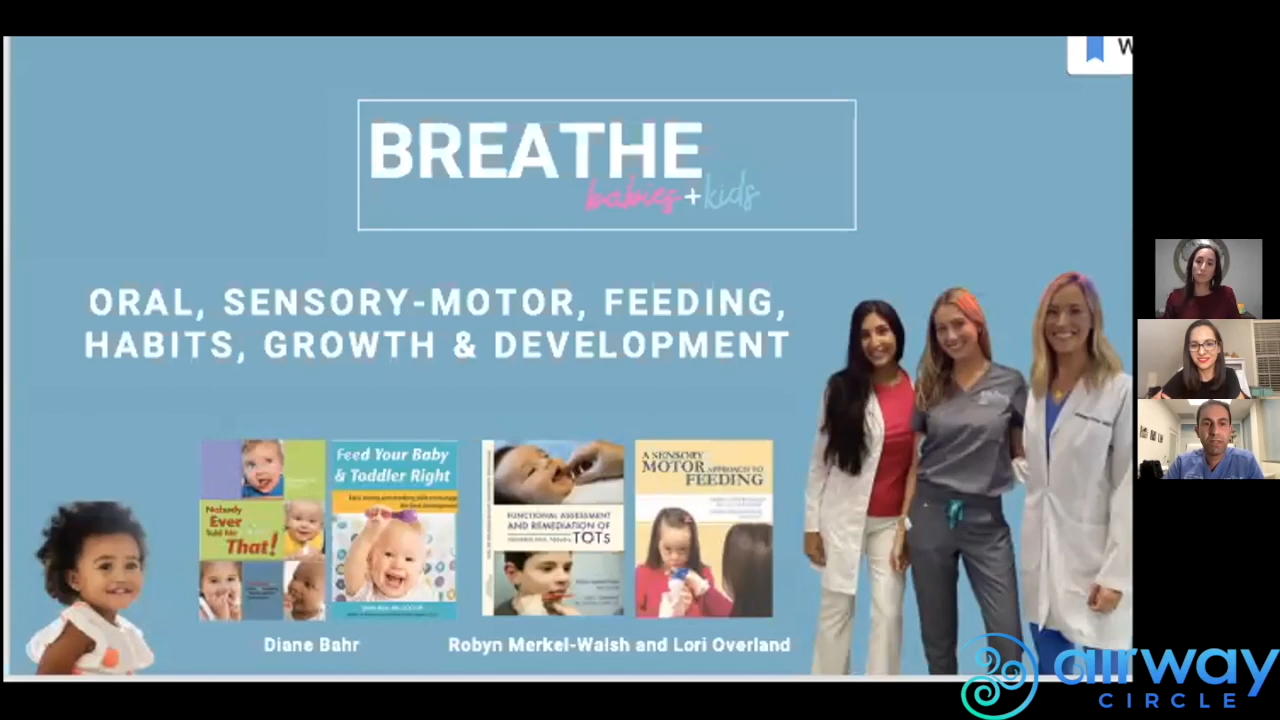 W
BREATHE
babies + kids
ORAL, SENSORY-MOTOR, FEEDING,
HABITS, GROWTH & DEVELOPMENT
Nobody
Ever
Told Me
That!
Feed Your Baby
& Toddler Right
FUNCTIONAL ASSESSMENT
AND REMEDIATION OF
TOTs
A SENSORY
MOTOR APPROACH TO
FEEDING
Diane Bahr
Robyn Merkel-Walsh and Lori Overland
airway
CIRCLE